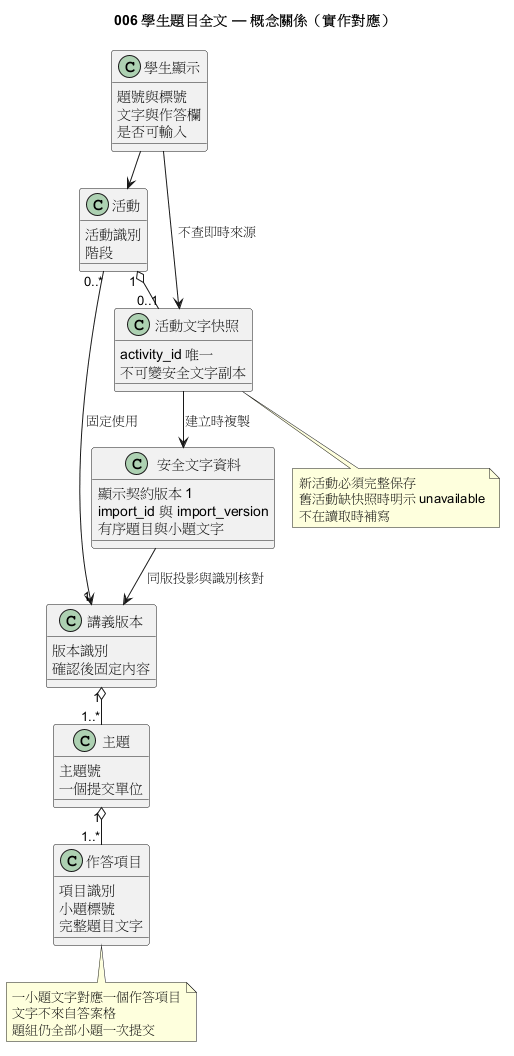 006 學生題目全文 — 概念關係（實作對應）
C 學生顯示
題號與標號
文字與作答欄
是否可輸入
C 活動
活動識別
階段
不查即時來源
0..*
1
0..1
C 活動文字快照
activity_id 唯一
不可變安全文字副本
固定使用
建立時複製
C 安全文字資料
顯示契約版本 1
import_id 與 import_version
有序題目與小題文字
新活動必須完整保存
舊活動缺快照時明示 unavailable
不在讀取時補寫
同版投影與識別核對
1
C 講義版本
版本識別
確認後固定內容
1
1..*
C 主題
主題號
一個提交單位
1
1..*
C 作答項目
項目識別
小題標號
完整題目文字
一小題文字對應一個作答項目
文字不來自答案格
題組仍全部小題一次提交